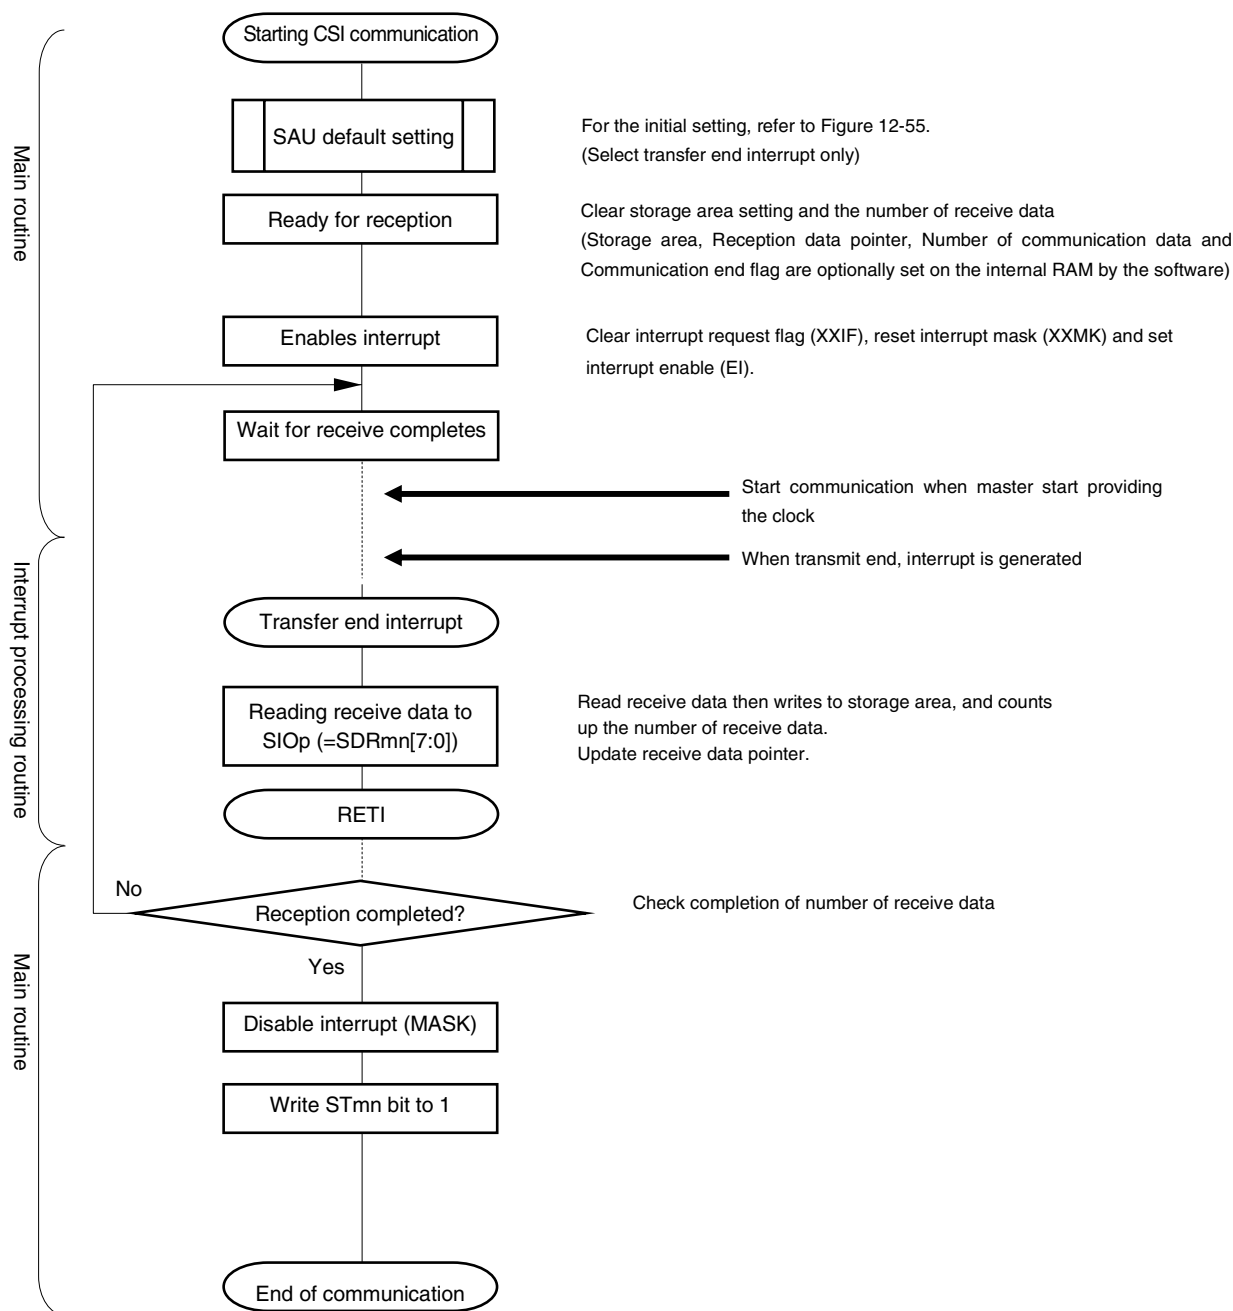 Starting CSI communication
Main routine
SAU default setting
For the initial setting, refer to Figure 12-55.
(Select transfer end interrupt only)
Ready for reception
Clear storage area setting and the number of receive data
(Storage area, Reception data pointer, Number of communication data and
Communication end flag are optionally set on the internal RAM by the software)
Enables interrupt
Clear interrupt request flag (XXIF), reset interrupt mask (XXMK) and set
interrupt enable (EI).
Wait for receive completes
Start communication when master start providing
the clock
When transmit end, interrupt is generated
Interrupt processing routine
Transfer end interrupt
Reading receive data to
SIOp (=SDRmn[7:0])
Read receive data then writes to storage area, and counts
up the number of receive data.
Update receive data pointer.
RETI
No
Reception completed?
Check completion of number of receive data
Yes
Main routine
Disable interrupt (MASK)
Write STmn bit to 1
End of communication